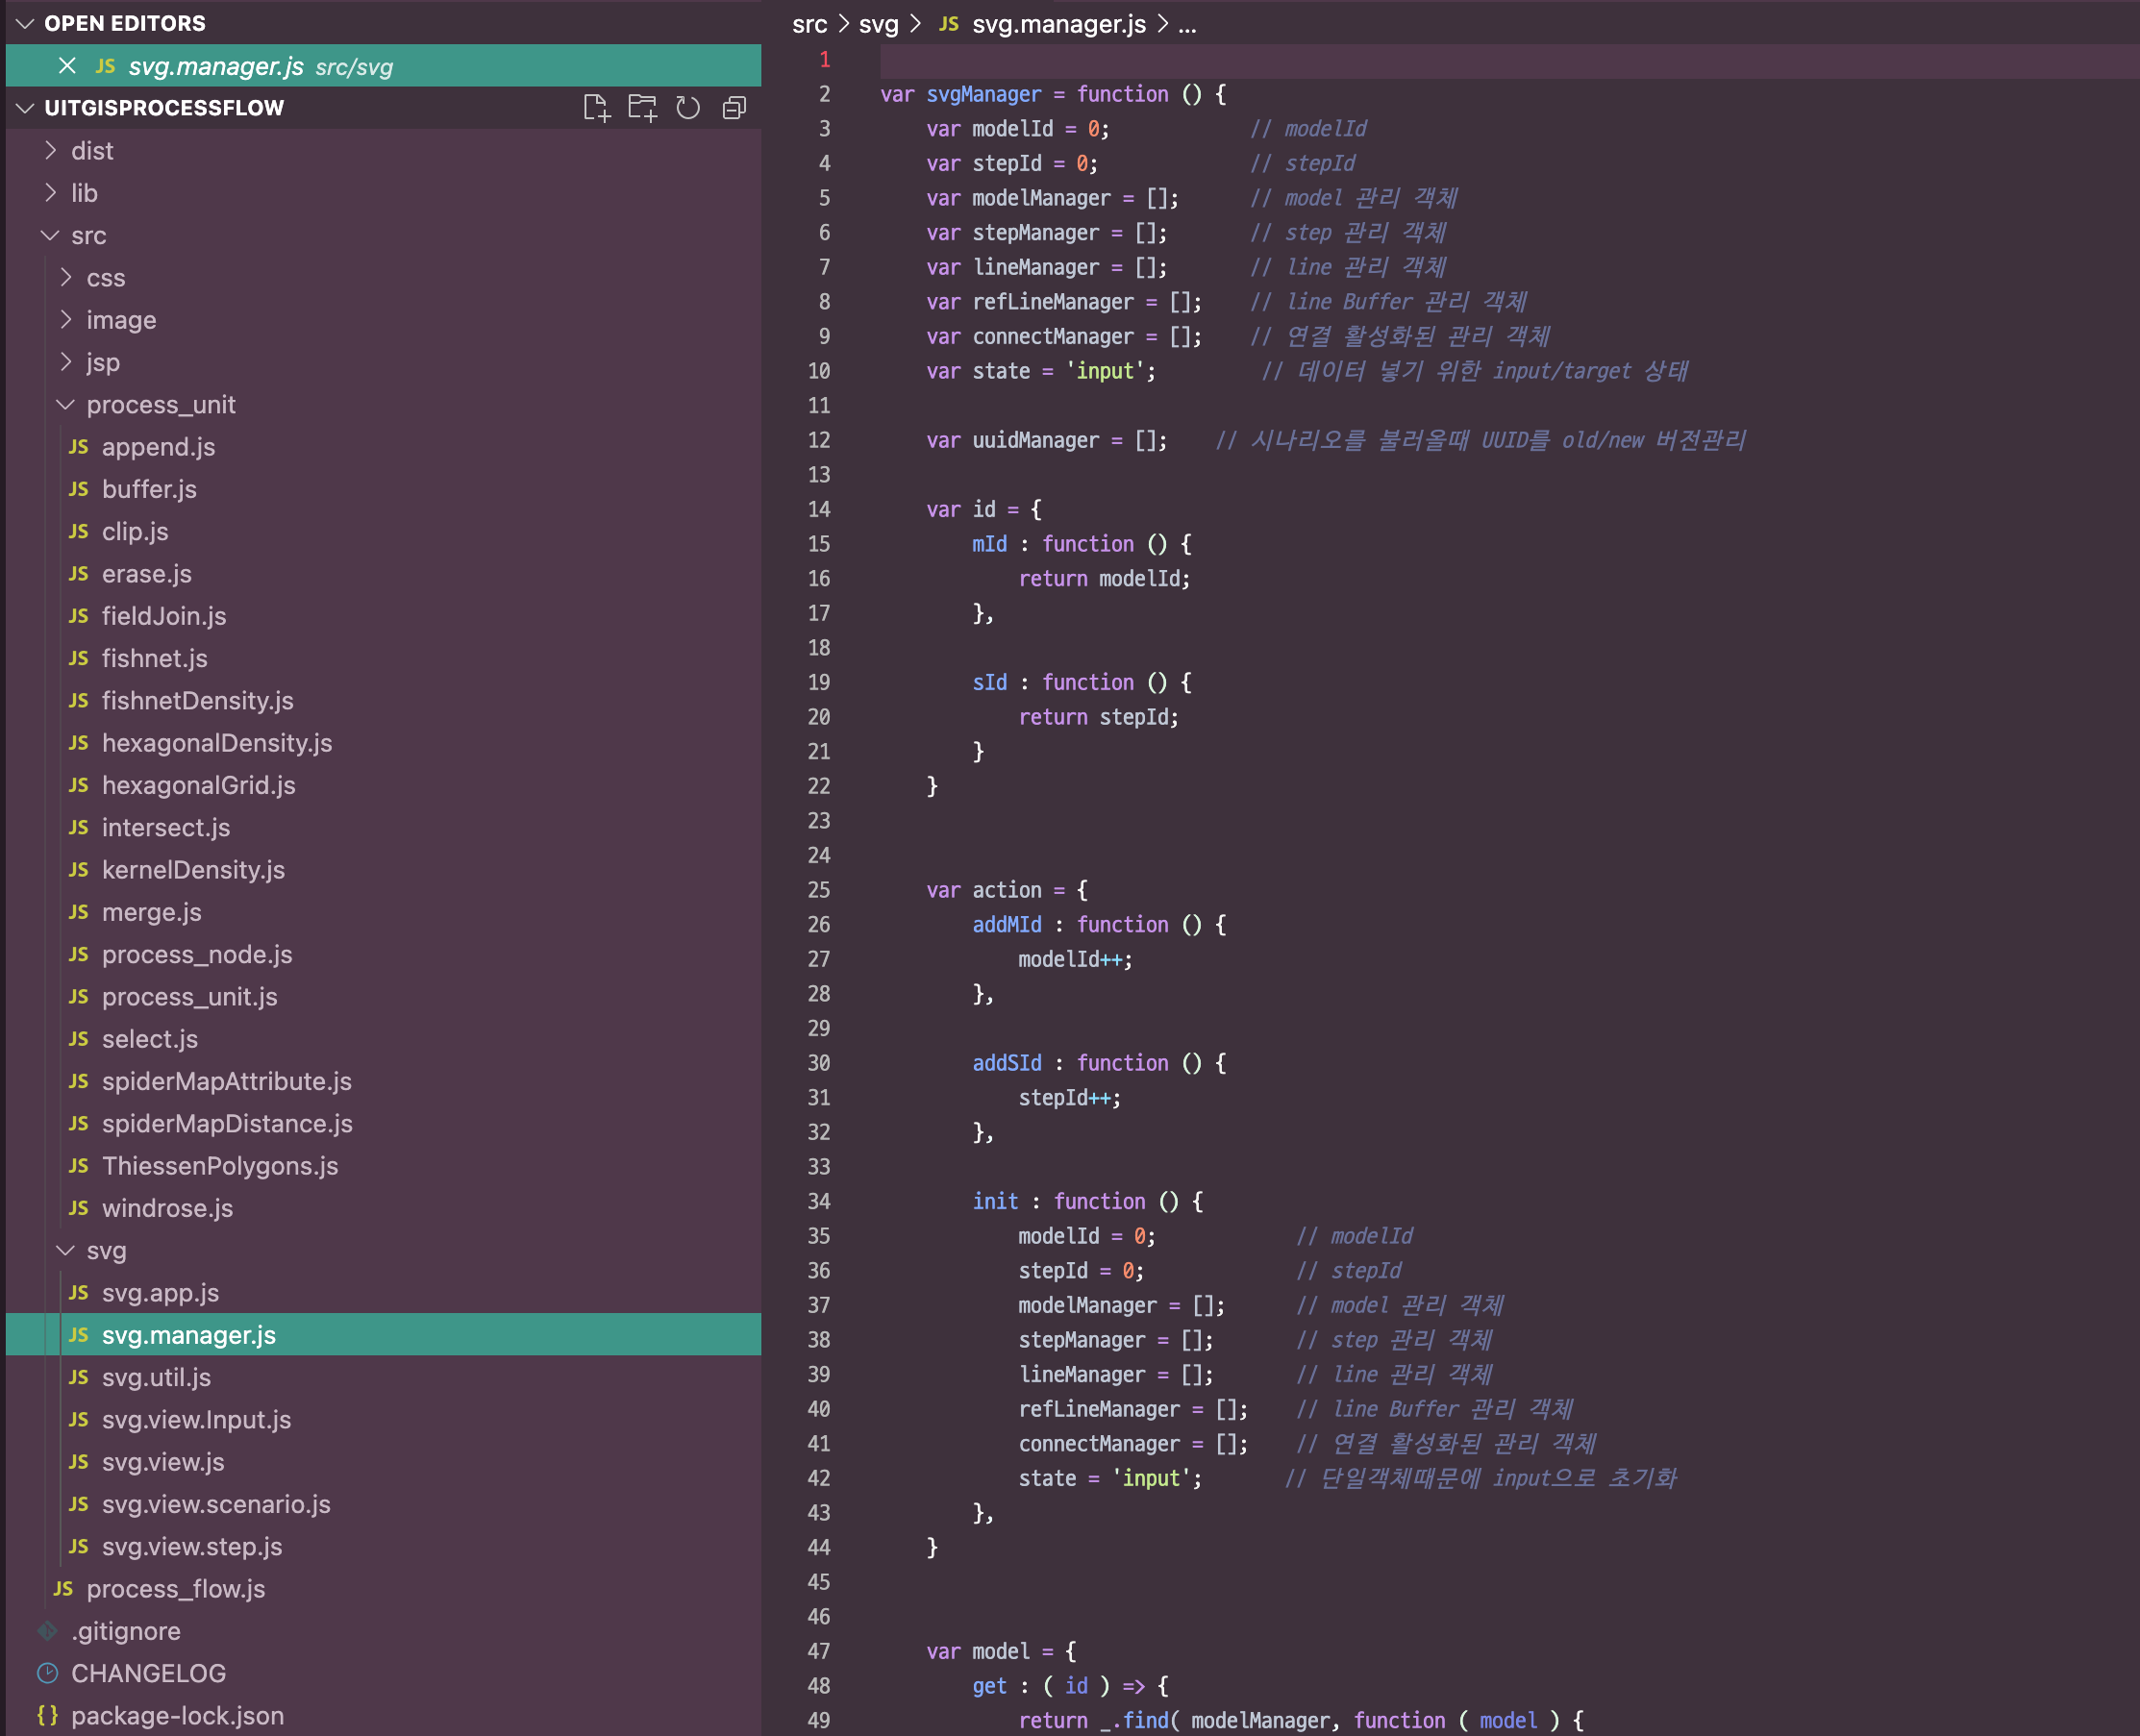 OPEN EDITORS
JS svg.manager.js src/svg
UITGISPROCESSFLOW
dist
lib
src
css
image
jsp
process_unit
JS append.js
JS buffer.js
JS clip.js
JS erase.js
JS fieldJoin.js
JS fishnet.js
JS fishnetDensity.js
JS hexagonalDensity.js
JS hexagonalGrid.js
JS intersect.js
JS kernelDensity.js
JS merge.js
JS process_node.js
JS process_unit.js
JS select.js
JS spiderMapAttribute.js
JS spiderMapDistance.js
JS ThiessenPolygons.js
JS windrose.js
svg
JS svg.app.js
JS svg.manager.js
JS svg.util.js
JS svg.view.Input.js
JS svg.view.js
JS svg.view.scenario.js
JS svg.view.step.js
JS process_flow.js
.gitignore
CHANGELOG
{} package-lock.json
src > svg > JS svg.manager.js > ...
1
2 var svgManager = function () {
3 var modelId = 0; // modelId
4 var stepId = 0; // stepId
5 var modelManager = []; // model 관리 객체
6 var stepManager = []; // step 관리 객체
7 var lineManager = []; // line 관리 객체
8 var refLineManager = []; // line Buffer 관리 객체
9 var connectManager = []; // 연결 활성화된 관리 객체
10 var state = 'input'; // 데이터 넣기 위한 input/target 상태
11
12 var uuidManager = []; // 시나리오를 불러올때 UUID를 old/new 버전관리
13
14 var id = {
15 mId : function () {
16 return modelId;
17 },
18
19 sId : function () {
20 return stepId;
21 }
22 }
23
24
25 var action = {
26 addMId : function () {
27 modelId++;
28 },
29
30 addSId : function () {
31 stepId++;
32 },
33
34 init : function () {
35 modelId = 0; // modelId
36 stepId = 0; // stepId
37 modelManager = []; // model 관리 객체
38 stepManager = []; // step 관리 객체
39 lineManager = []; // line 관리 객체
40 refLineManager = []; // line Buffer 관리 객체
41 connectManager = []; // 연결 활성화된 관리 객체
42 state = 'input'; // 단일객체때문에 input으로 초기화
43 },
44 }
45
46
47 var model = {
48 get : ( id ) => {
49 return _.find( modelManager, function ( model ) {